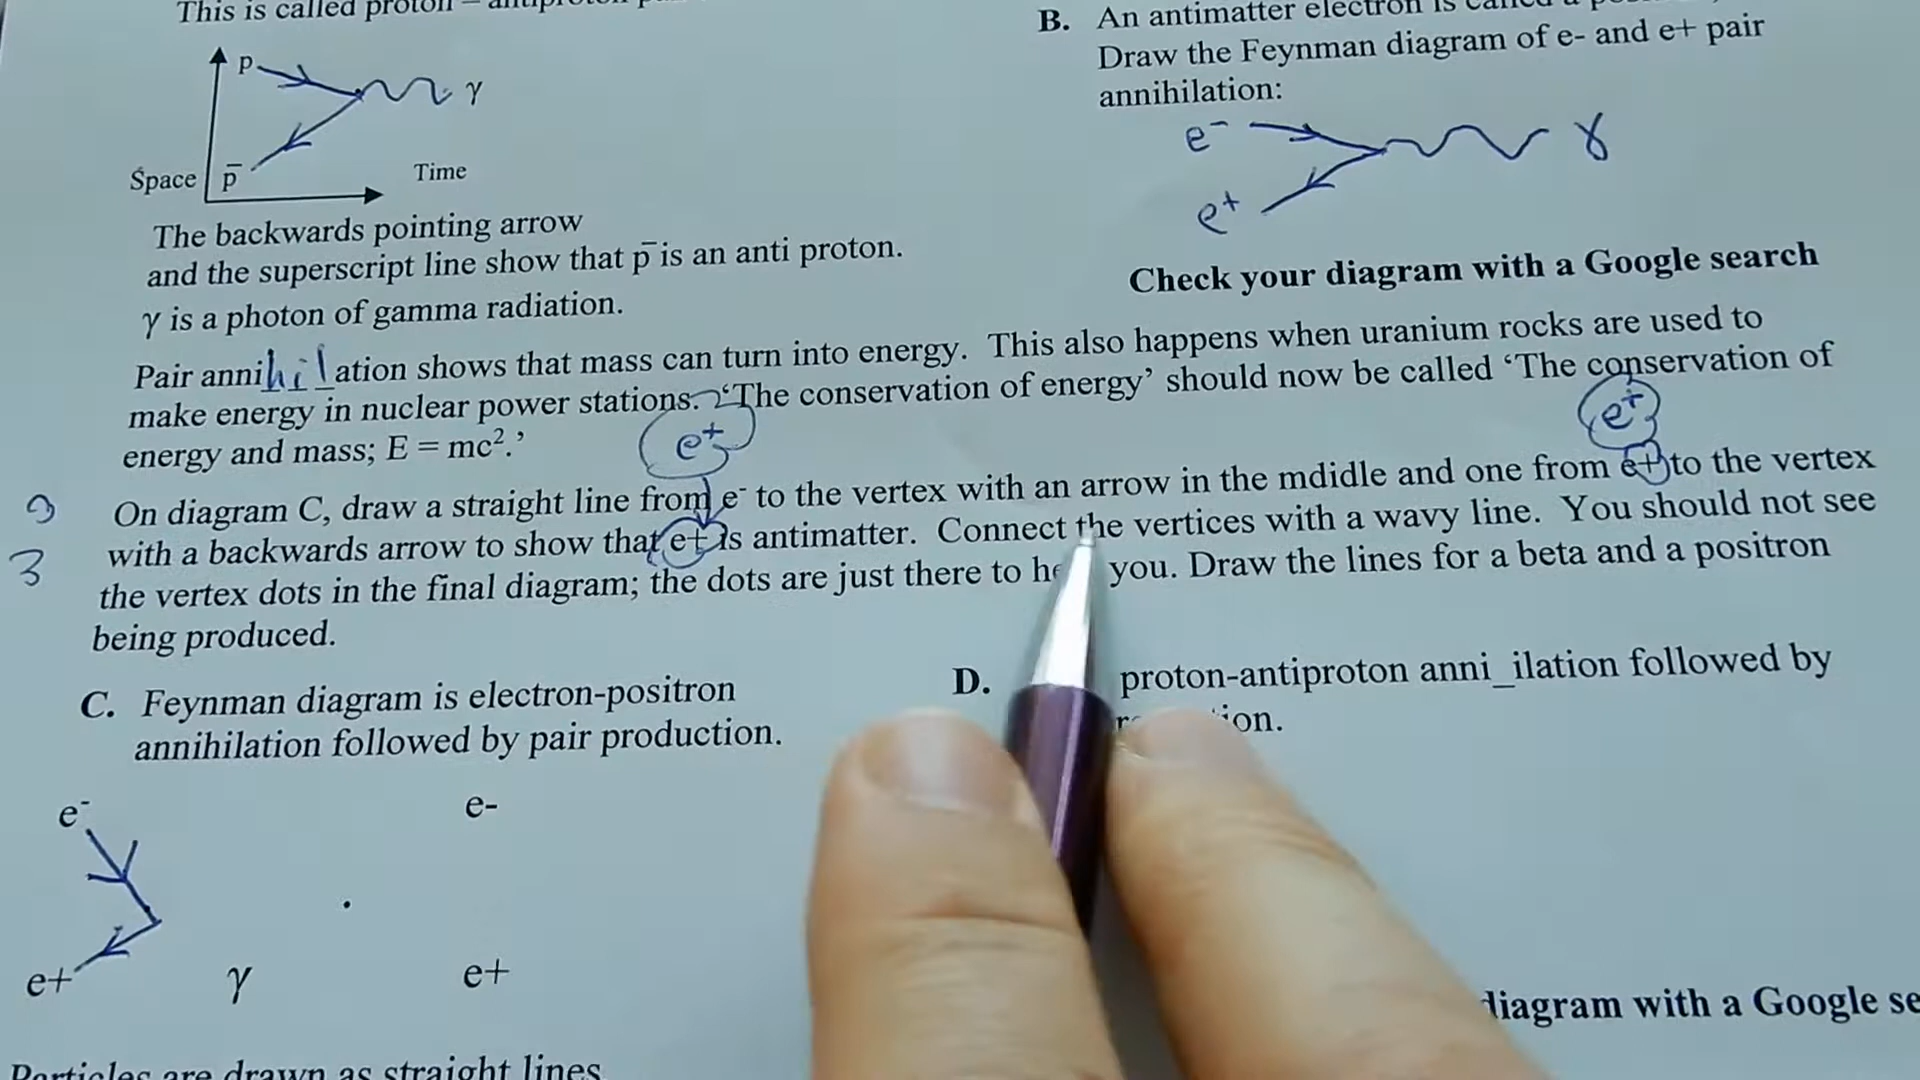 This is called proton – antiproton
p
γ
Space
p̄
Time
The backwards pointing arrow
and the superscript line show that p̄ is an anti proton.
γ is a photon of gamma radiation.
B. An antimatter electron is called a
Draw the Feynman diagram of e- and e+ pair
annihilation:
e⁻
γ
e⁺
Check your diagram with a Google search
Pair annihilation shows that mass can turn into energy. This also happens when uranium rocks are used to
make energy in nuclear power stations. ‘The conservation of energy’ should now be called ‘The conservation of
energy and mass; E = mc².’
e⁺
e⁺
On diagram C, draw a straight line from e⁻ to the vertex with an arrow in the mdidle and one from e+ to the vertex
with a backwards arrow to show that e+ is antimatter. Connect the vertices with a wavy line. You should not see
3 the vertex dots in the final diagram; the dots are just there to you. Draw the lines for a beta and a positron
being produced.
C. Feynman diagram is electron-positron
annihilation followed by pair production.
e⁻
e-
e+
γ
e+
D. proton-antiproton anni_ilation followed by
ion.
diagram with a Google se
Particles are drawn as straight lines